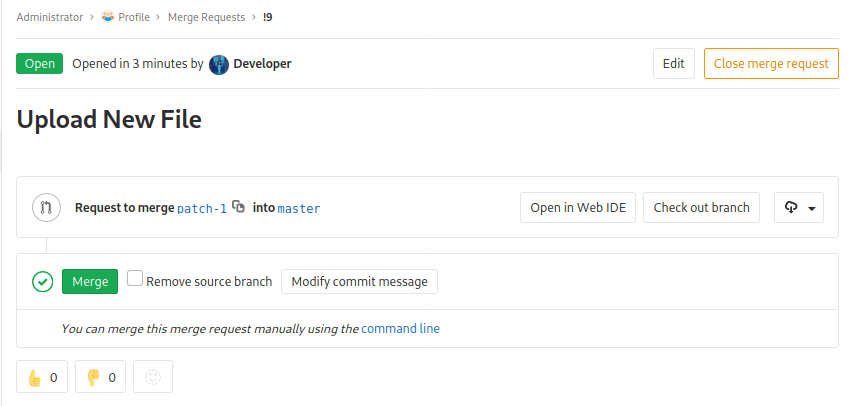 Administrator > Profile > Merge Requests > !9
Open Opened in 3 minutes by Developer Edit Close merge request
Upload New File
Request to merge patch-1 into master Open in Web IDE Check out branch
Merge Remove source branch Modify commit message
You can merge this merge request manually using the command line
0 0